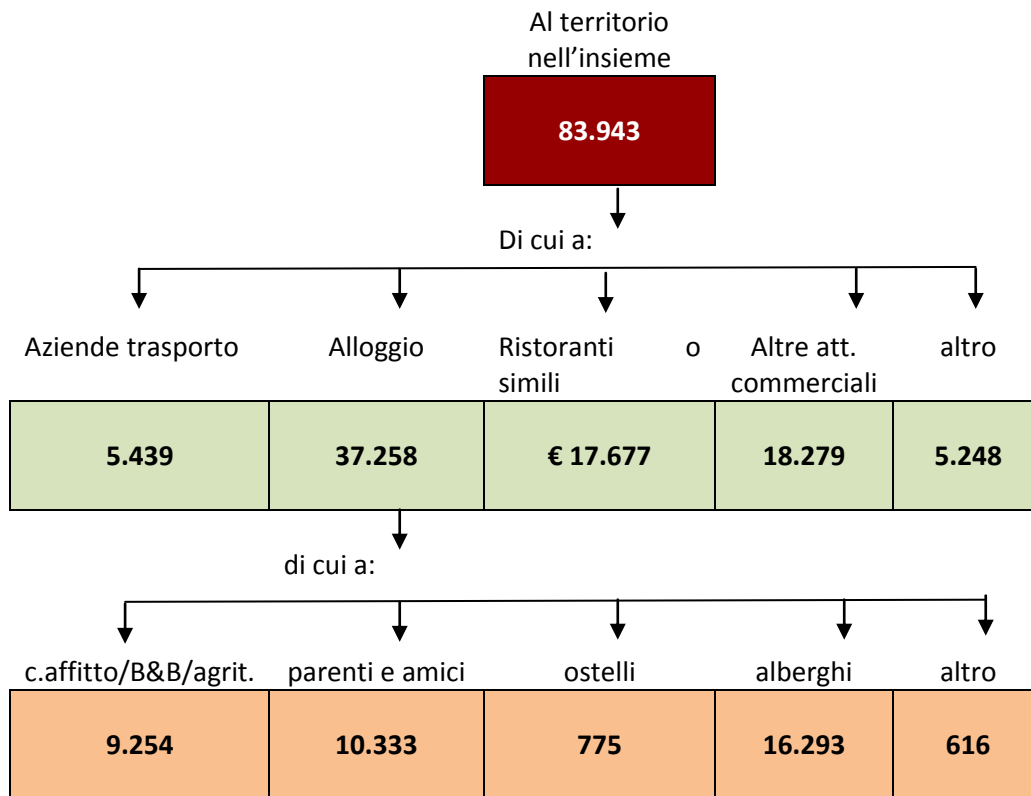 Al territorio
nell’insieme
83.943
Di cui a:
Aziende trasporto
Alloggio
Ristoranti o
simili
Altre att.
commerciali
altro
5.439
37.258
€ 17.677
18.279
5.248
di cui a:
c.affitto/B&B/agrit.
parenti e amici
ostelli
alberghi
altro
9.254
10.333
775
16.293
616